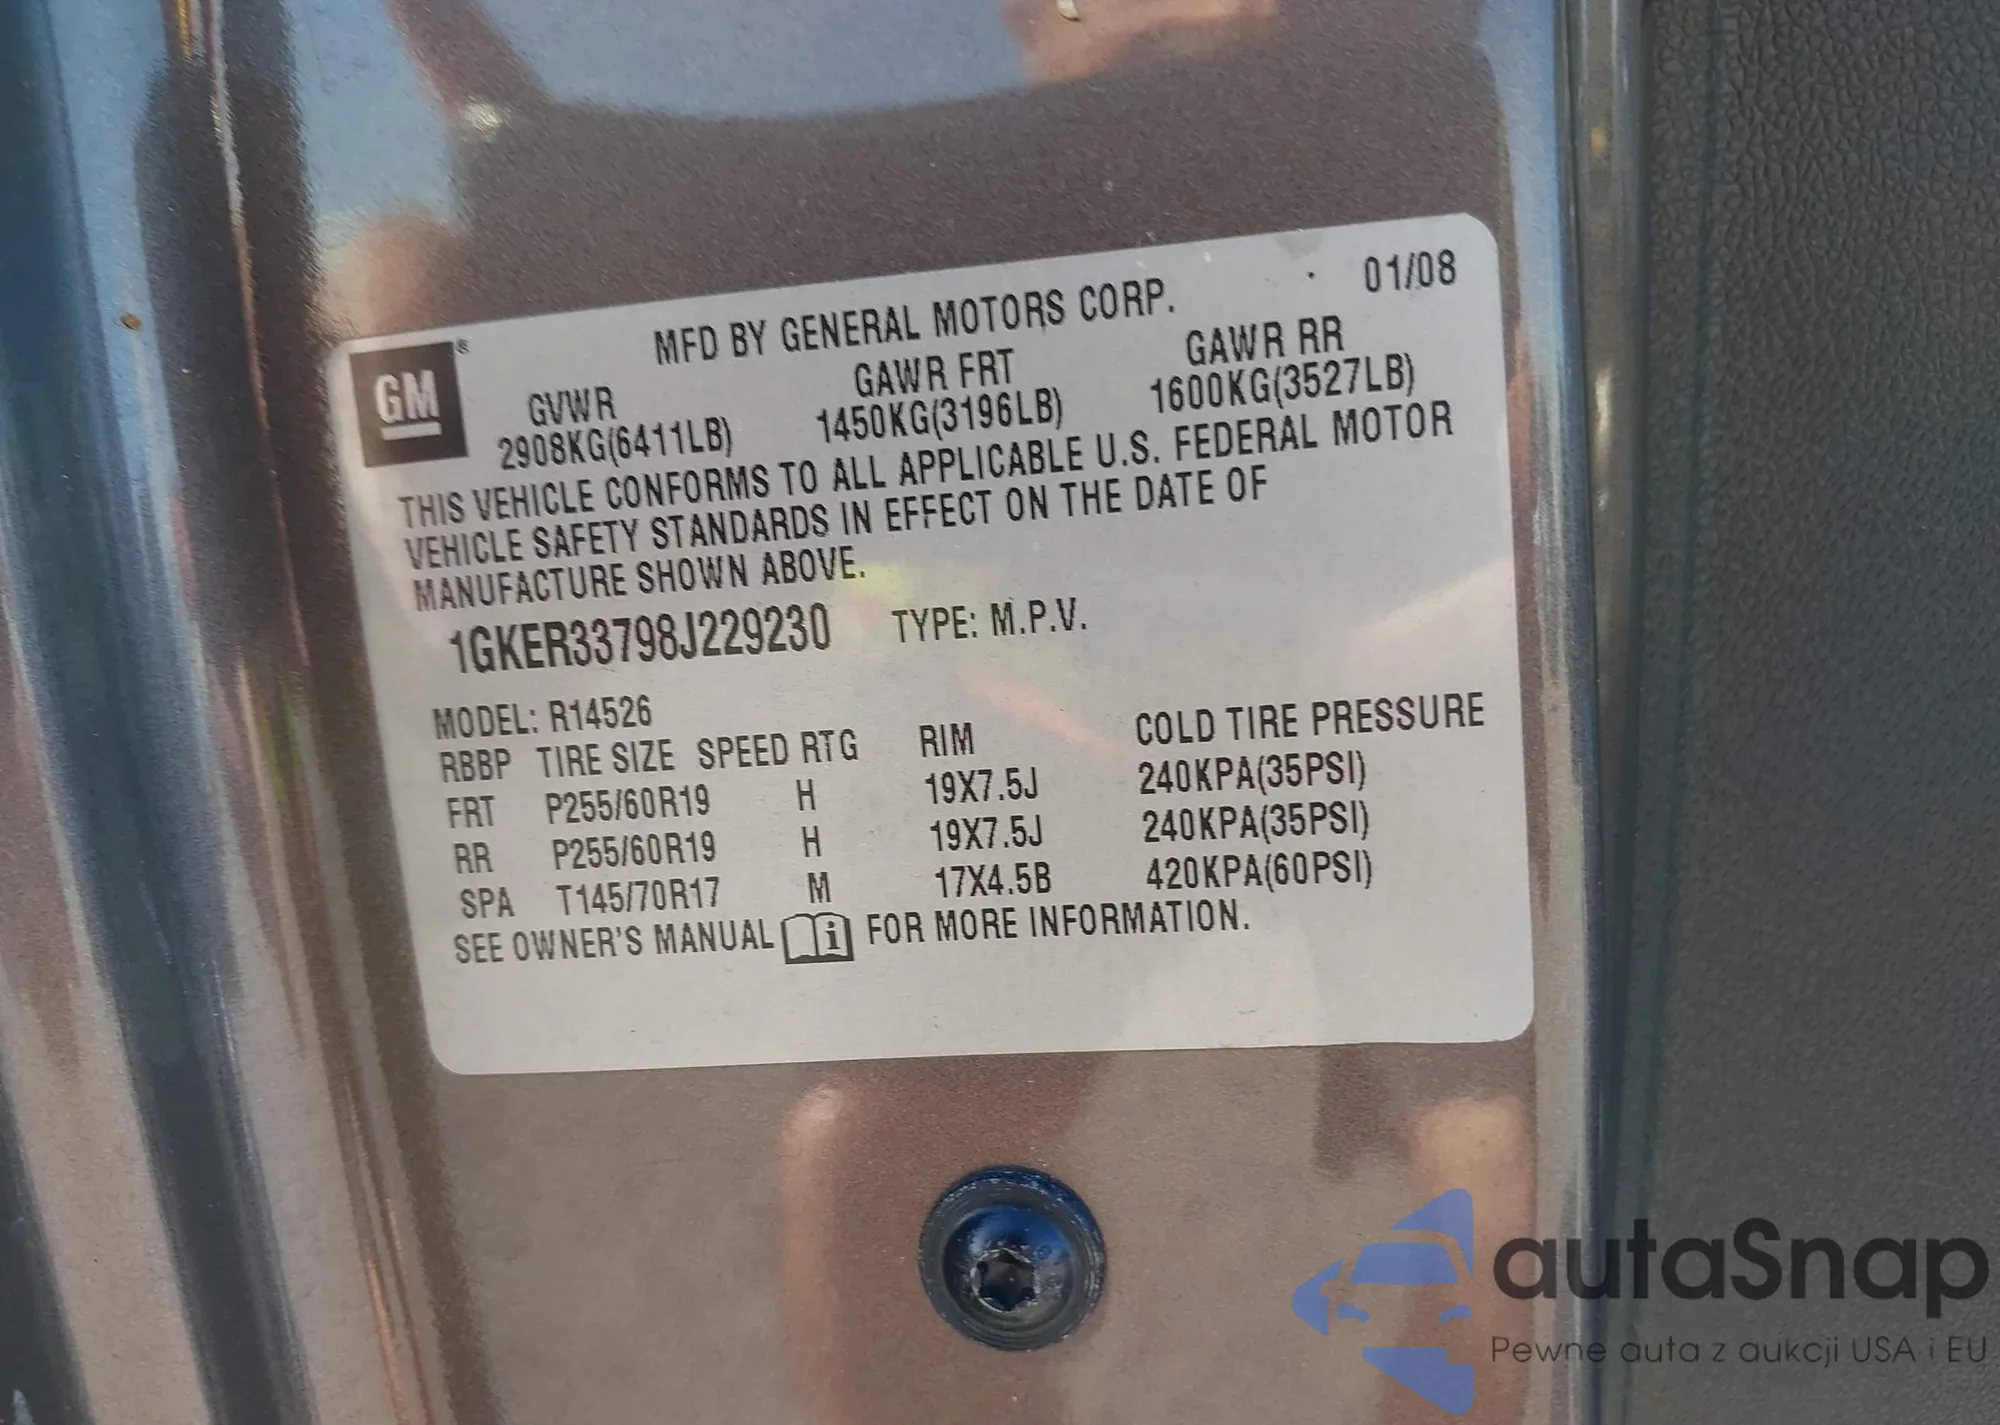 MFD BY GENERAL MOTORS CORP. 01/08
GM®
GVWR GAWR FRT GAWR RR
2908KG(6411LB) 1450KG(3196LB) 1600KG(3527LB)
THIS VEHICLE CONFORMS TO ALL APPLICABLE U.S. FEDERAL MOTOR
VEHICLE SAFETY STANDARDS IN EFFECT ON THE DATE OF
MANUFACTURE SHOWN ABOVE.
1GKER33798J229230 TYPE: M.P.V.
MODEL: R14526
RBBP TIRE SIZE SPEED RTG RIM COLD TIRE PRESSURE
FRT P255/60R19 H 19X7.5J 240KPA(35PSI)
RR P255/60R19 H 19X7.5J 240KPA(35PSI)
SPA T145/70R17 M 17X4.5B 420KPA(60PSI)
SEE OWNER'S MANUAL i FOR MORE INFORMATION.
autaSnap
Pewne auta z aukcji USA i EU